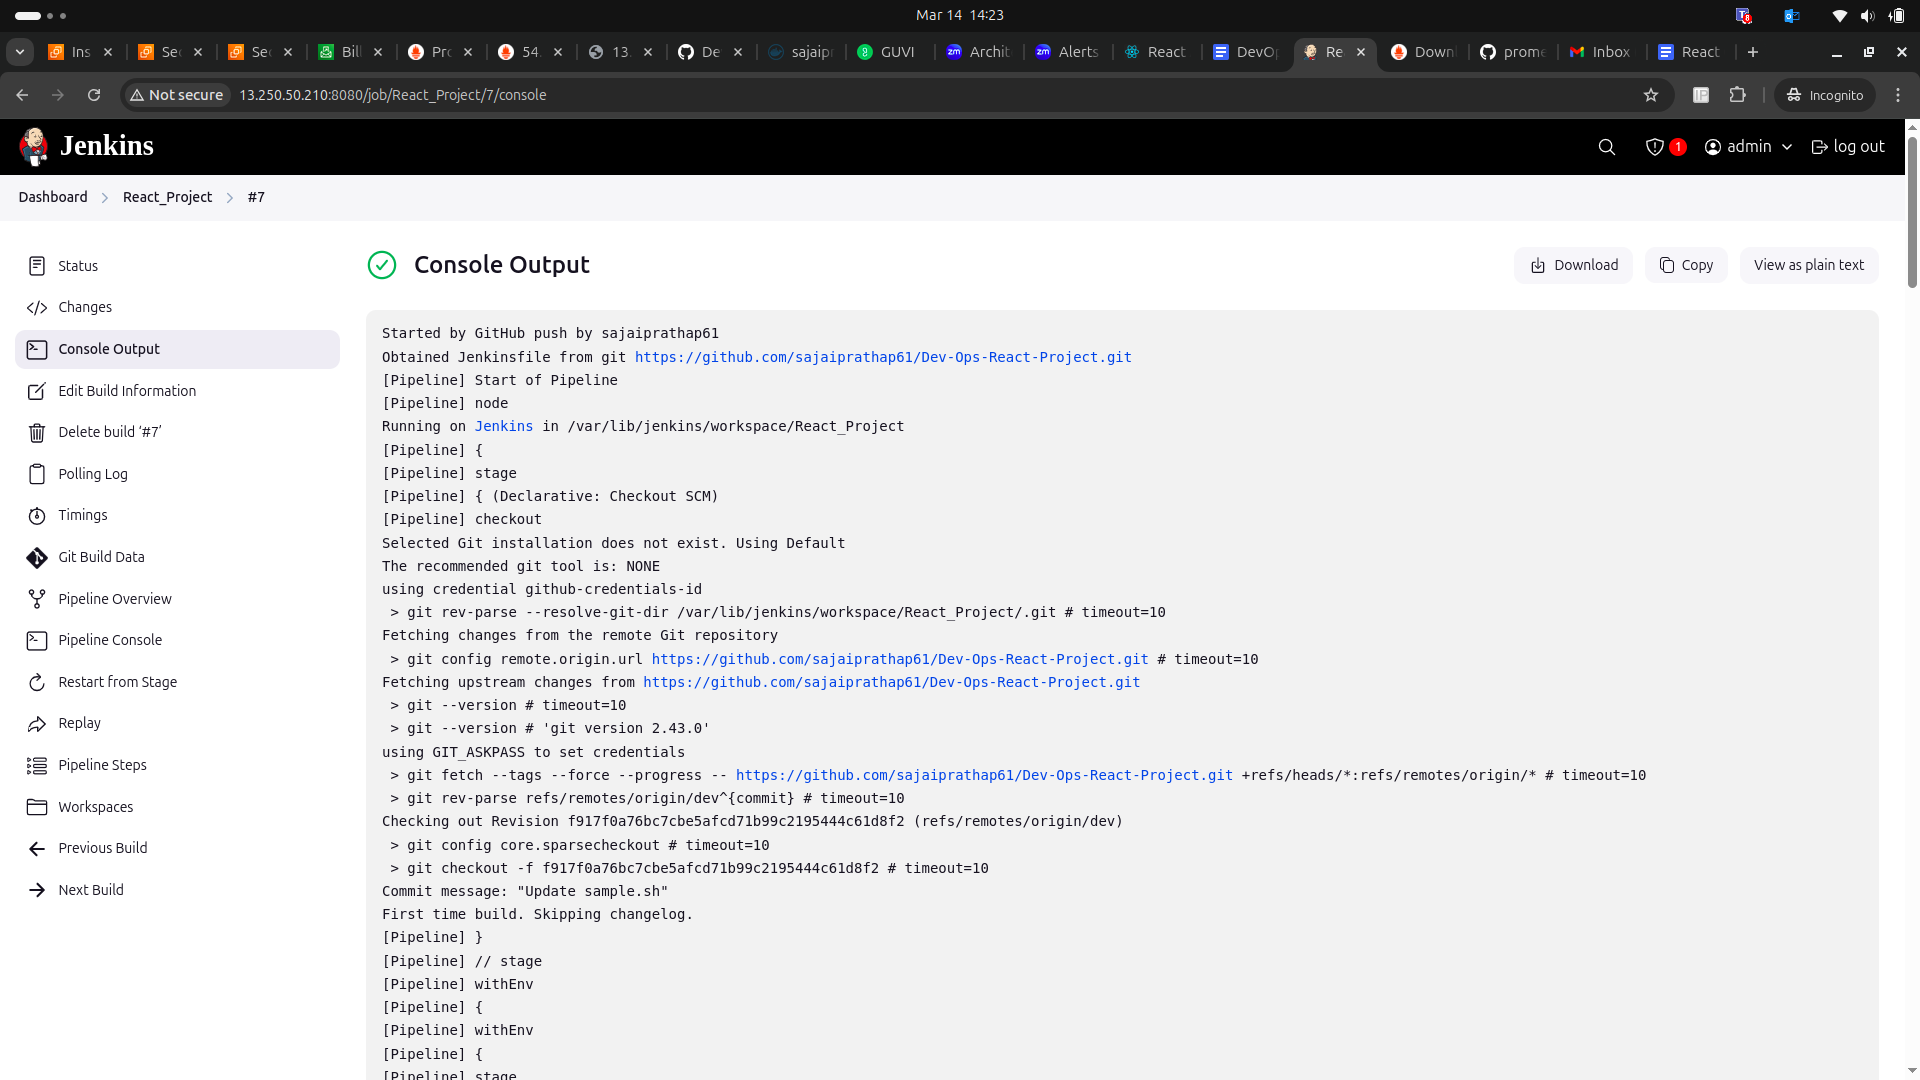 Mar 14 14:23
Ins
Sec
Sec
Bill
Pro
54.
13.
De
sajaipr
GUVI
Archit
Alerts
React
DevOp
Re
Down
prome
Inbox
React
Not secure
13.250.50.210:8080/job/React_Project/7/console
Incognito
Jenkins
1
admin
log out
Dashboard
React_Project
#7
Status
Changes
Console Output
Edit Build Information
Delete build ‘#7’
Polling Log
Timings
Git Build Data
Pipeline Overview
Pipeline Console
Restart from Stage
Replay
Pipeline Steps
Workspaces
Previous Build
Next Build
Console Output
Download
Copy
View as plain text
Started by GitHub push by sajaiprathap61
Obtained Jenkinsfile from git https://github.com/sajaiprathap61/Dev-Ops-React-Project.git
[Pipeline] Start of Pipeline
[Pipeline] node
Running on Jenkins in /var/lib/jenkins/workspace/React_Project
[Pipeline] {
[Pipeline] stage
[Pipeline] { (Declarative: Checkout SCM)
[Pipeline] checkout
Selected Git installation does not exist. Using Default
The recommended git tool is: NONE
using credential github-credentials-id
> git rev-parse --resolve-git-dir /var/lib/jenkins/workspace/React_Project/.git # timeout=10
Fetching changes from the remote Git repository
> git config remote.origin.url https://github.com/sajaiprathap61/Dev-Ops-React-Project.git # timeout=10
Fetching upstream changes from https://github.com/sajaiprathap61/Dev-Ops-React-Project.git
> git --version # timeout=10
> git --version # 'git version 2.43.0'
using GIT_ASKPASS to set credentials
> git fetch --tags --force --progress -- https://github.com/sajaiprathap61/Dev-Ops-React-Project.git +refs/heads/*:refs/remotes/origin/* # timeout=10
> git rev-parse refs/remotes/origin/dev^{commit} # timeout=10
Checking out Revision f917f0a76bc7cbe5afcd71b99c2195444c61d8f2 (refs/remotes/origin/dev)
> git config core.sparsecheckout # timeout=10
> git checkout -f f917f0a76bc7cbe5afcd71b99c2195444c61d8f2 # timeout=10
Commit message: "Update sample.sh"
First time build. Skipping changelog.
[Pipeline] }
[Pipeline] // stage
[Pipeline] withEnv
[Pipeline] {
[Pipeline] withEnv
[Pipeline] {
[Pipeline] stage